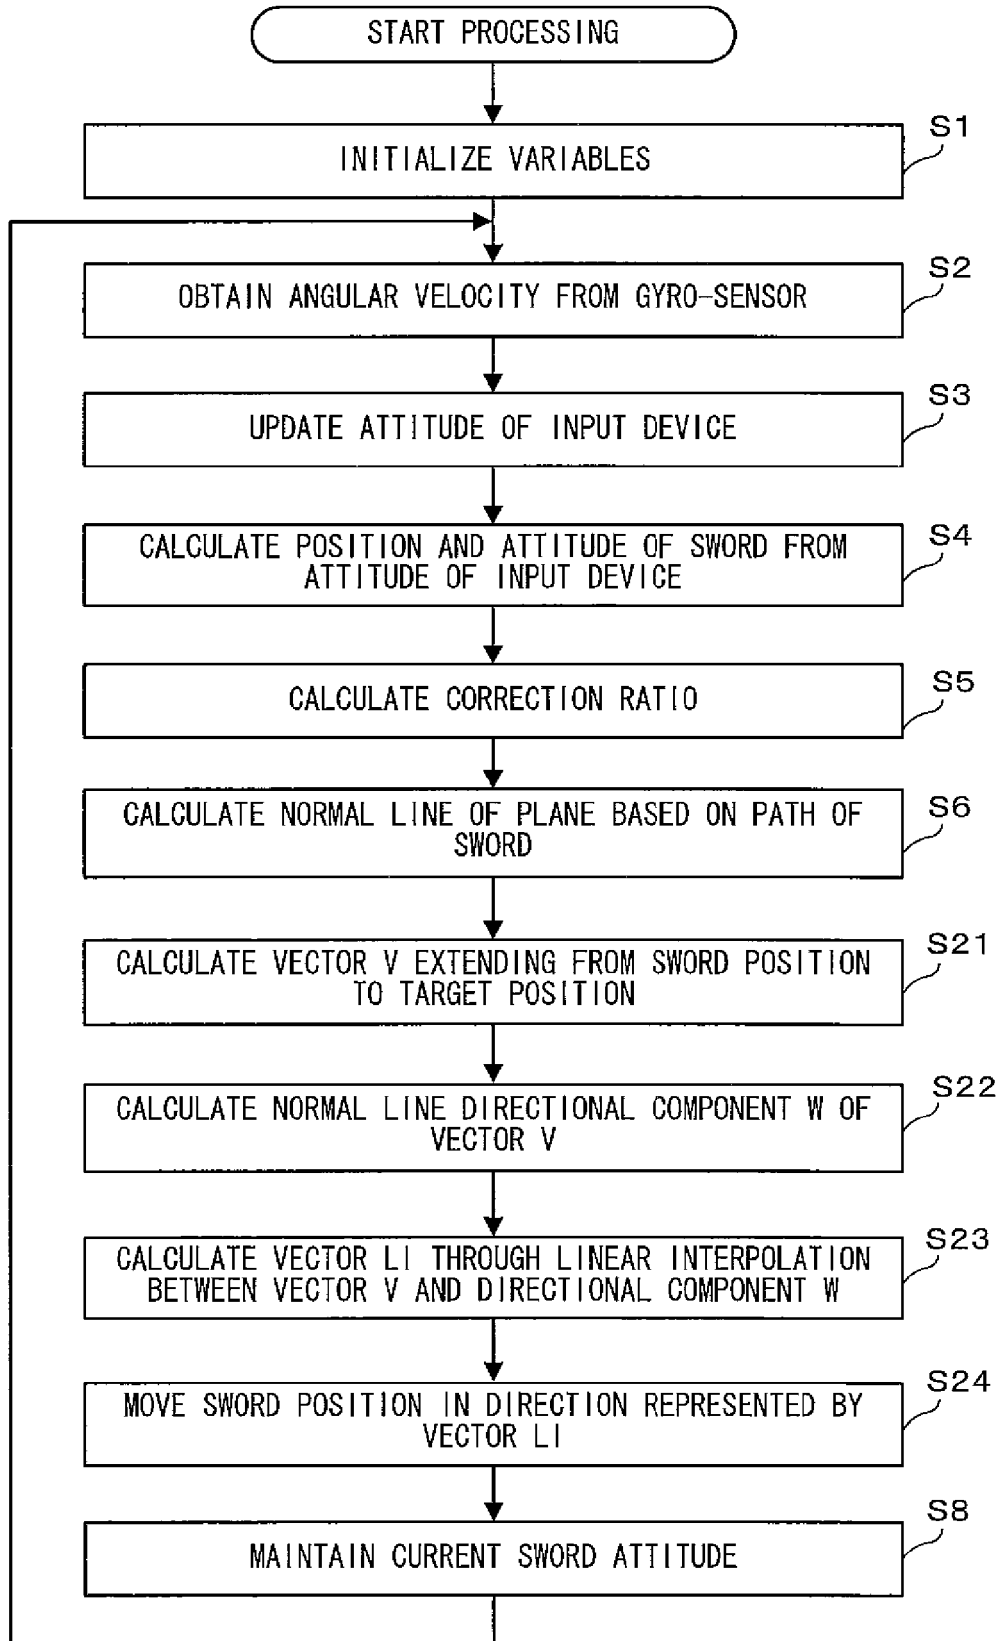 START PROCESSING
S1
INITIALIZE VARIABLES
S2
OBTAIN ANGULAR VELOCITY FROM GYRO-SENSOR
S3
UPDATE ATTITUDE OF INPUT DEVICE
S4
CALCULATE POSITION AND ATTITUDE OF SWORD FROM
ATTITUDE OF INPUT DEVICE
S5
CALCULATE CORRECTION RATIO
S6
CALCULATE NORMAL LINE OF PLANE BASED ON PATH OF
SWORD
S21
CALCULATE VECTOR V EXTENDING FROM SWORD POSITION
TO TARGET POSITION
S22
CALCULATE NORMAL LINE DIRECTIONAL COMPONENT W OF
VECTOR V
S23
CALCULATE VECTOR LI THROUGH LINEAR INTERPOLATION
BETWEEN VECTOR V AND DIRECTIONAL COMPONENT W
S24
MOVE SWORD POSITION IN DIRECTION REPRESENTED BY
VECTOR LI
S8
MAINTAIN CURRENT SWORD ATTITUDE